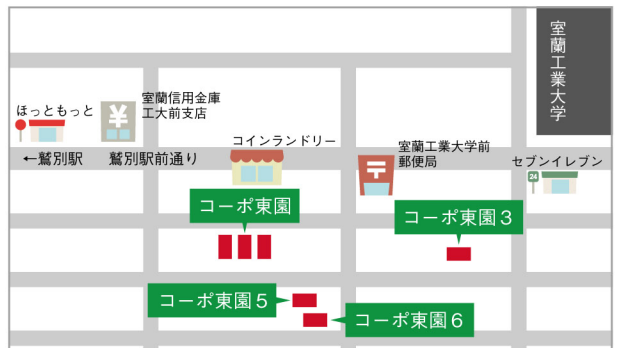 室蘭工業大学
ほっともっと
¥
室蘭信用金庫
工大前支店
コインランドリー
室蘭工業大学前
郵便局
〒
セブンイレブン
24
←鷲別駅
鷲別駅前通り
コーポ東園
コーポ東園3
コーポ東園5
コーポ東園6